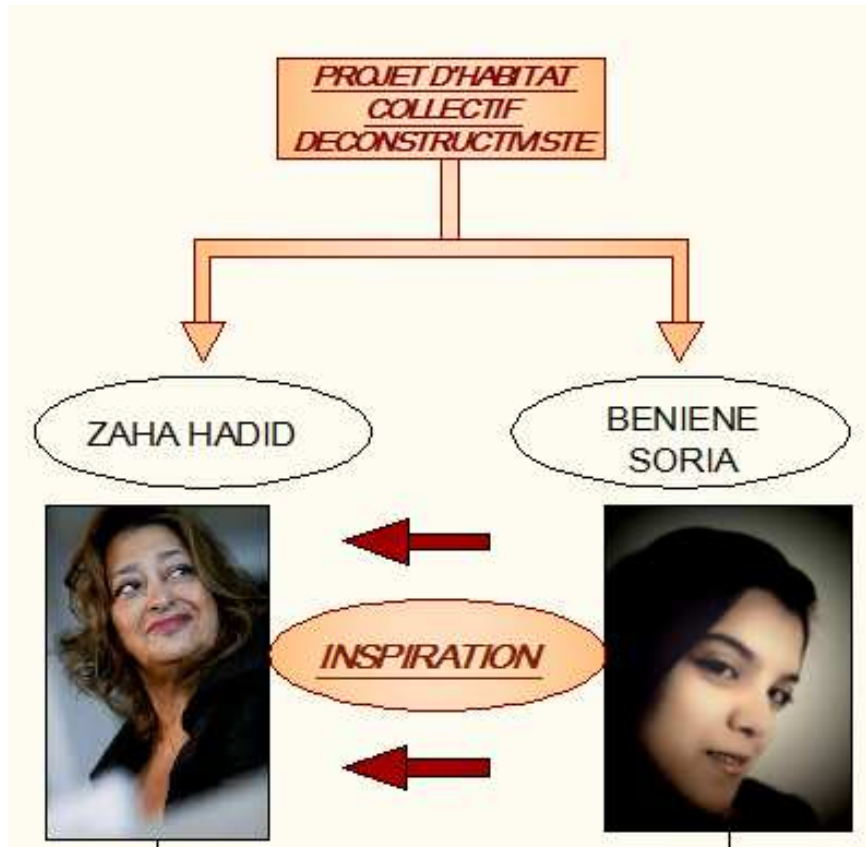 PROJET D'HABITAT
COLLECTIF
DECONSTRUCTIVISTE
ZAHA HADID
BENIENE
SORIA
INSPIRATION